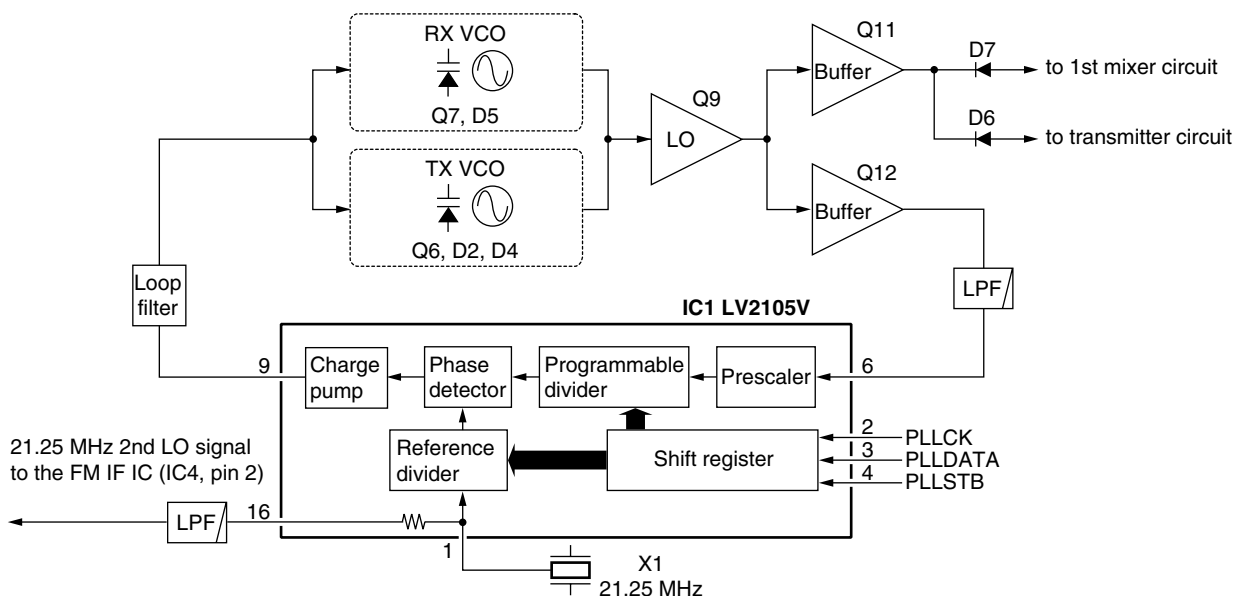 RX VCO
Q7, D5
TX VCO
Q6, D2, D4
Q9
LO
Q11
Buffer
Q12
Buffer
D7
to 1st mixer circuit
D6
to transmitter circuit
Loop
filter
LPF
IC1 LV2105V
9
Charge
pump
Phase
detector
Programmable
divider
Prescaler
6
Reference
divider
Shift register
2
PLLCK
3
PLLDATA
4
PLLSTB
21.25 MHz 2nd LO signal
to the FM IF IC (IC4, pin 2)
LPF
16
1
X1
21.25 MHz